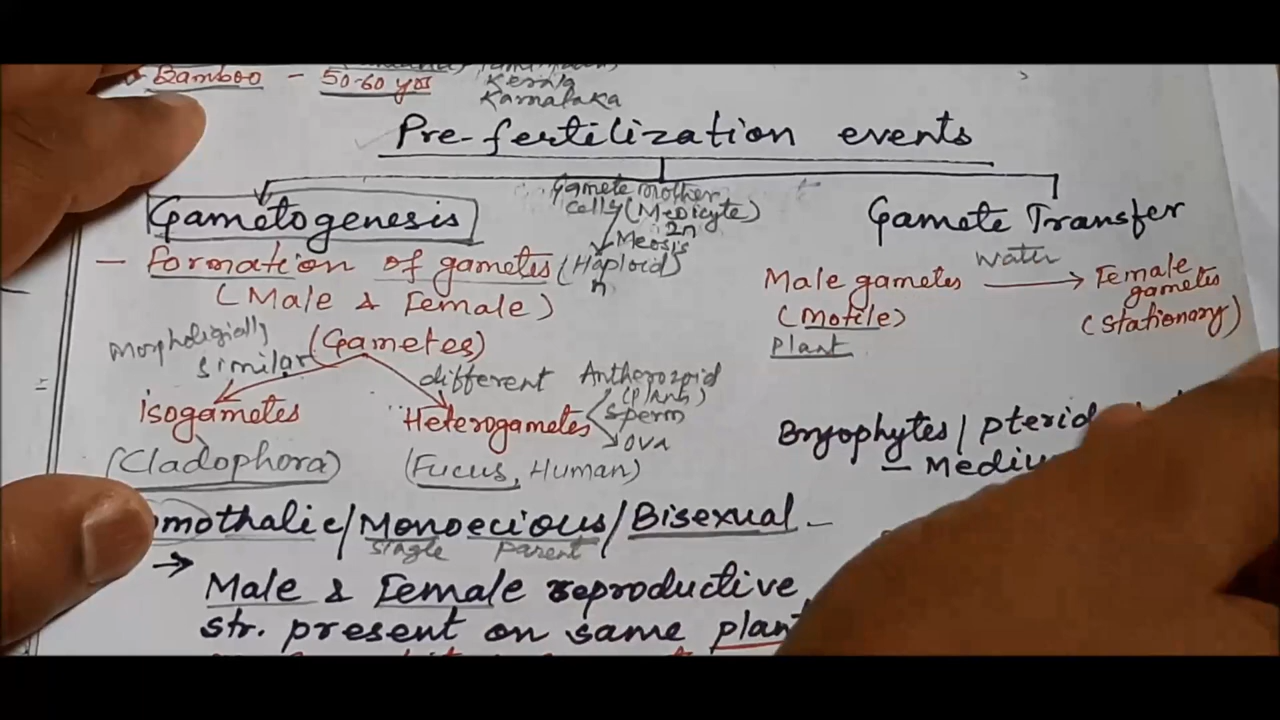 Bamboo - 50-60 yrs
Kerala
Karnataka
Pre-fertilization events
Gametogenesis
Gamete mother
cell (Meiocyte)
2n
Meosis
(Haploid)
n
- Formation of gametes
(Male & Female)
(Gametes)
Morphologially
similar
different
Isogametes
(Cladophora)
Heterogametes
(Fucus, Human)
Antherozoid
(Plant)
Sperm
Ova
Gamete Transfer
Male gametes
(Motile)
Plant
water
Female
gametes
(Stationary)
Bryophytes/Pterid
- Mediu
omothalic/Monoecious/Bisexual -
single parent
Male & Female reproductive
str. present on same plant